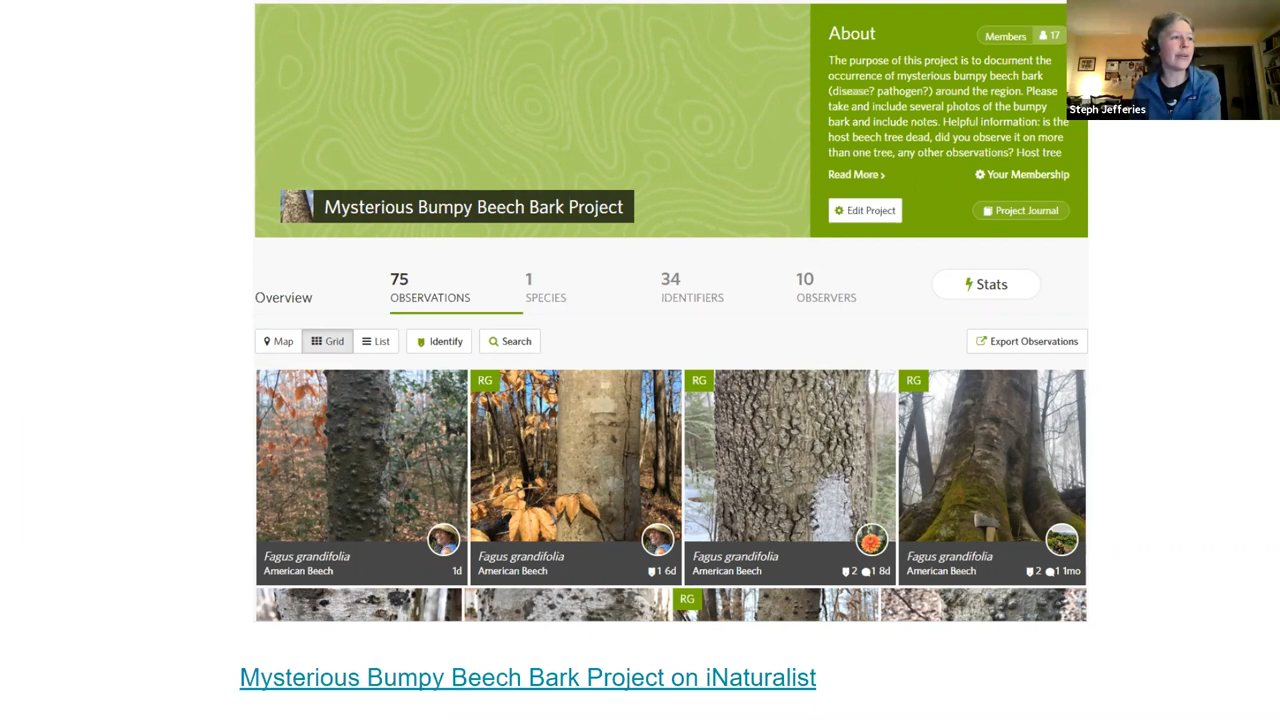 About
Members 17
The purpose of this project is to document the
occurrence of mysterious bumpy beech bark
(disease? pathogen?) around the region. Please
take and include several photos of the bumpy
bark and include notes. Helpful information: is the
host beech tree dead, did you observe it on more
than one tree, any other observations? Host tree
Read More >
Your Membership
Edit Project
Project Journal
Steph Jefferies
Mysterious Bumpy Beech Bark Project
Overview
75
OBSERVATIONS
1
SPECIES
34
IDENTIFIERS
10
OBSERVERS
Stats
Map
Grid
List
Identify
Search
Export Observations
Fagus grandifolia
American Beech
1d
RG
Fagus grandifolia
American Beech
1 6d
RG
Fagus grandifolia
American Beech
2 1 8d
RG
Fagus grandifolia
American Beech
2 1 1mo
RG
Mysterious Bumpy Beech Bark Project on iNaturalist